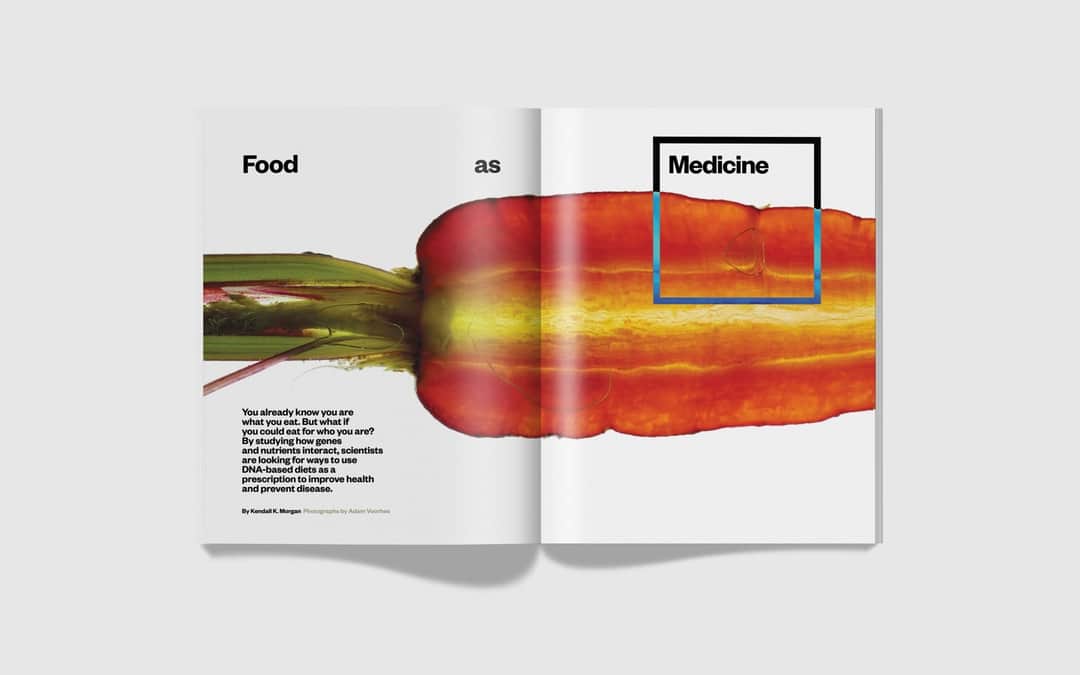 Food as Medicine
You already know you are
what you eat. But what if
you could eat for who you are?
By studying how genes
and nutrients interact, scientists
are looking for ways to use
DNA-based diets as a
prescription to improve health
and prevent disease.
By Kendall K. Morgan Photographs by Adam Voorhes